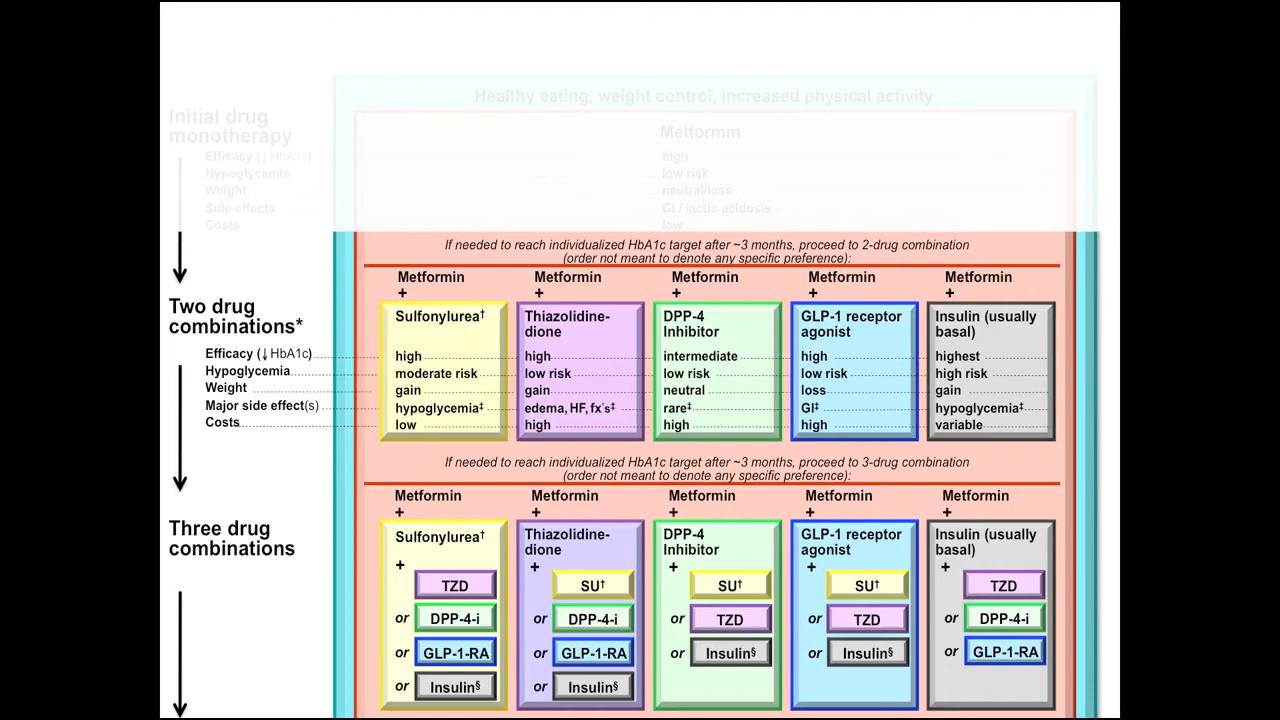 Healthy eating, weight control, increased physical activity
Initial drug
monotherapy
Metformin
Efficacy (↓ HbA1c) high
Hypoglycemia low risk
Weight neutral/loss
Side effects GI / lactic acidosis
Costs low
If needed to reach individualized HbA1c target after ~3 months, proceed to 2-drug combination
(order not meant to denote any specific preference):
Metformin Metformin Metformin Metformin Metformin
+ + + + +
Two drug
combinations*
Sulfonylurea† Thiazolidine- DPP-4 GLP-1 receptor Insulin (usually
dione Inhibitor agonist basal)
Efficacy (↓ HbA1c) high high intermediate high highest
Hypoglycemia moderate risk low risk low risk low risk high risk
Weight gain gain neutral loss gain
Major side effect(s) hypoglycemia‡ edema, HF, fx's‡ rare‡ GI‡ hypoglycemia‡
Costs low high high high variable
If needed to reach individualized HbA1c target after ~3 months, proceed to 3-drug combination
(order not meant to denote any specific preference):
Metformin Metformin Metformin Metformin Metformin
+ + + + +
Three drug
combinations
Sulfonylurea† Thiazolidine- DPP-4 GLP-1 receptor Insulin (usually
dione Inhibitor agonist basal)
+ + + + +
TZD SU† SU† SU† TZD
or DPP-4-i or DPP-4-i or TZD or TZD or DPP-4-i
or GLP-1-RA or GLP-1-RA or Insulin§ or Insulin§ or GLP-1-RA
or Insulin§ or Insulin§